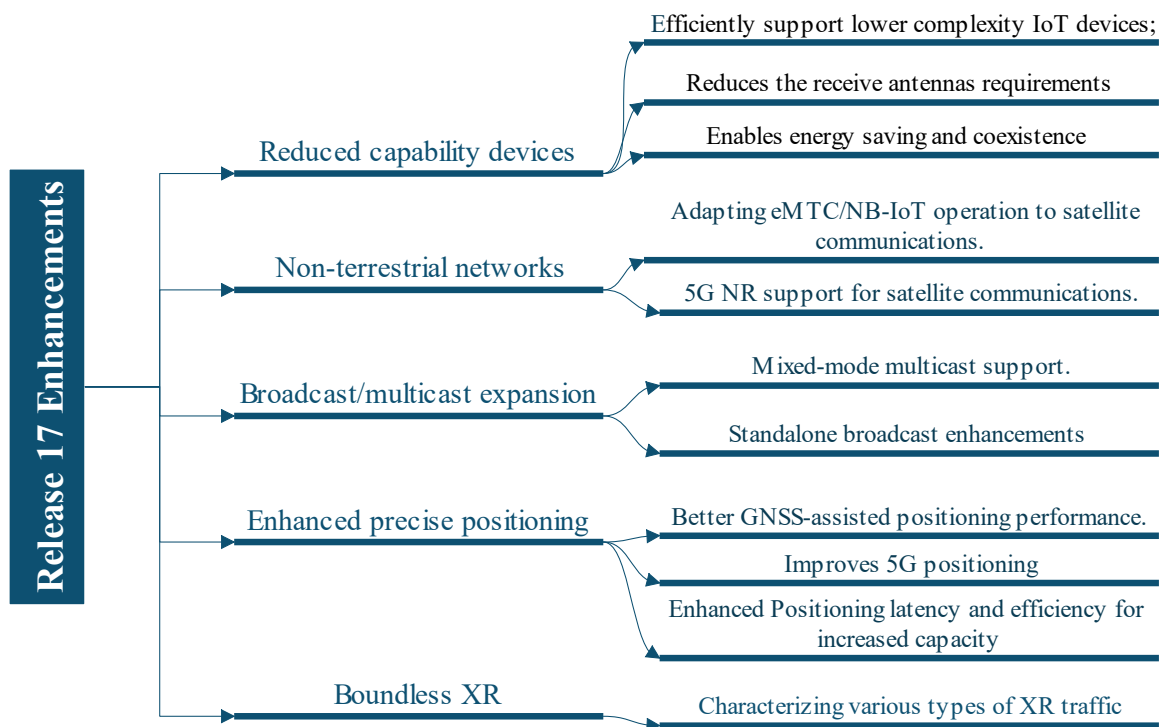 Release 17 Enhancements
Reduced capability devices
Efficiently support lower complexity IoT devices;
Reduces the receive antennas requirements
Enables energy saving and coexistence
Non-terrestrial networks
Adapting eMTC/NB-IoT operation to satellite
communications.
5G NR support for satellite communications.
Broadcast/multicast expansion
Mixed-mode multicast support.
Standalone broadcast enhancements
Enhanced precise positioning
Better GNSS-assisted positioning performance.
Improves 5G positioning
Enhanced Positioning latency and efficiency for
increased capacity
Boundless XR
Characterizing various types of XR traffic